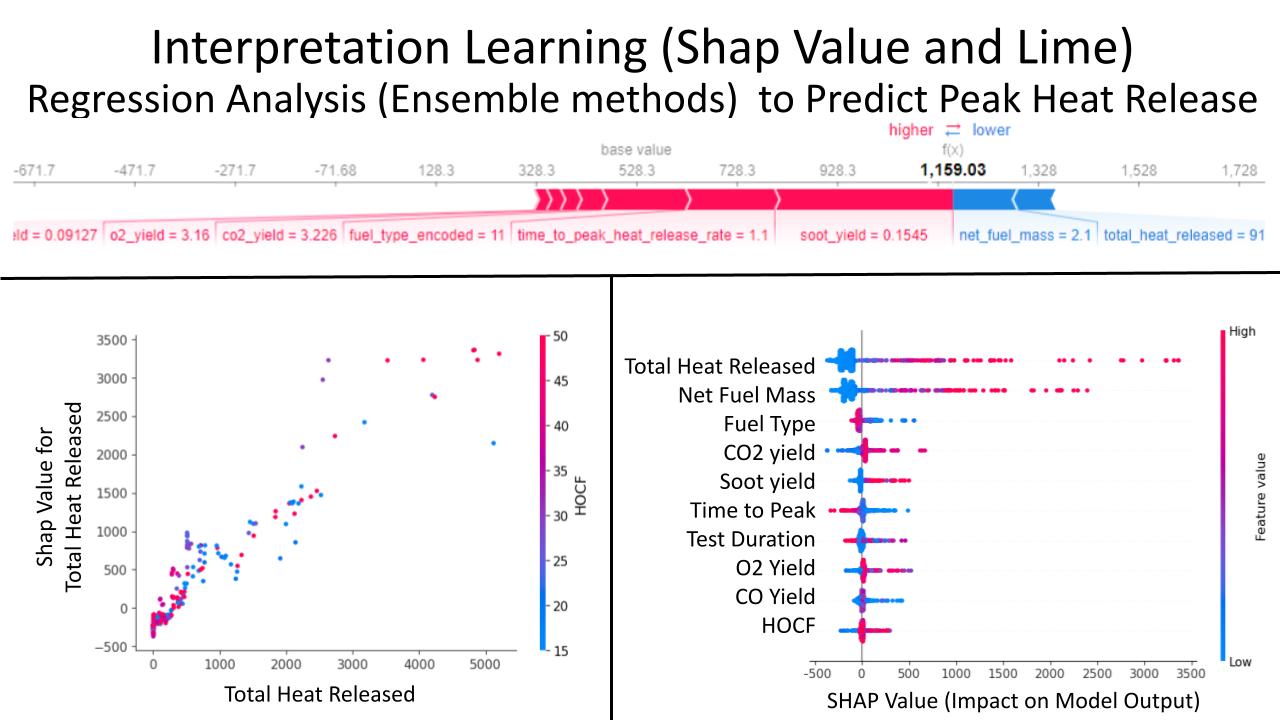 Interpretation Learning (Shap Value and Lime)
Regression Analysis (Ensemble methods) to Predict Peak Heat Release
higher lower
base value f(x)
-671.7 -471.7 -271.7 -71.68 128.3 328.3 528.3 728.3 928.3 1,159.03 1,328 1,528 1,728
eld = 0.09127 o2_yield = 3.16 co2_yield = 3.226 fuel_type_encoded = 11 time_to_peak_heat_release_rate = 1.1 soot_yield = 0.1545 net_fuel_mass = 2.1 total_heat_released = 91
Shap Value for
Total Heat Released
3500
3000
2500
2000
1500
1000
500
0
−500
0 1000 2000 3000 4000 5000
Total Heat Released
50
45
40
35
30
25
20
15
HOCF
Total Heat Released
Net Fuel Mass
Fuel Type
CO2 yield
Soot yield
Time to Peak
Test Duration
O2 Yield
CO Yield
HOCF
-500 0 500 1000 1500 2000 2500 3000 3500
SHAP Value (Impact on Model Output)
High
Feature value
Low